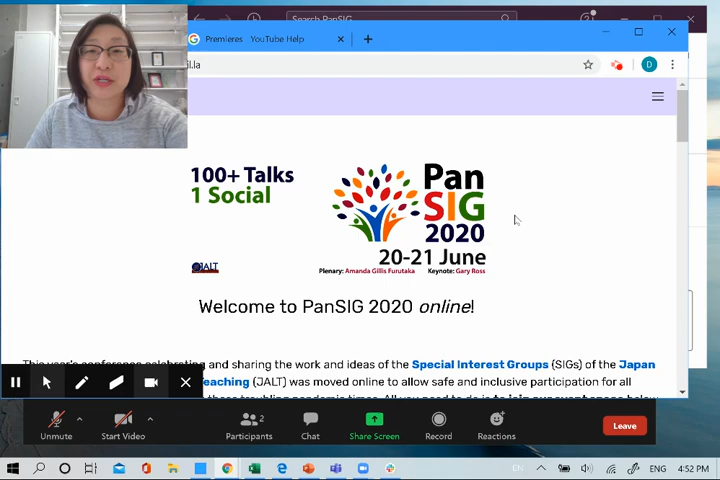 Search PanSIG
Premieres YouTube Help
il.la
100+ Talks
1 Social
Pan
SIG
2020
20-21 June
JALT
Plenary: Amanda Gillis Furutaka Keynote: Gary Ross
Welcome to PanSIG 2020 online!
This year's conference celebrating and sharing the work and ideas of the Special Interest Groups (SIGs) of the Japan
Teaching (JALT) was moved online to allow safe and inclusive participation for all
Unmute
Start Video
2
Participants
Chat
Share Screen
Record
Reactions
Leave
D
EN
ENG
4:52 PM